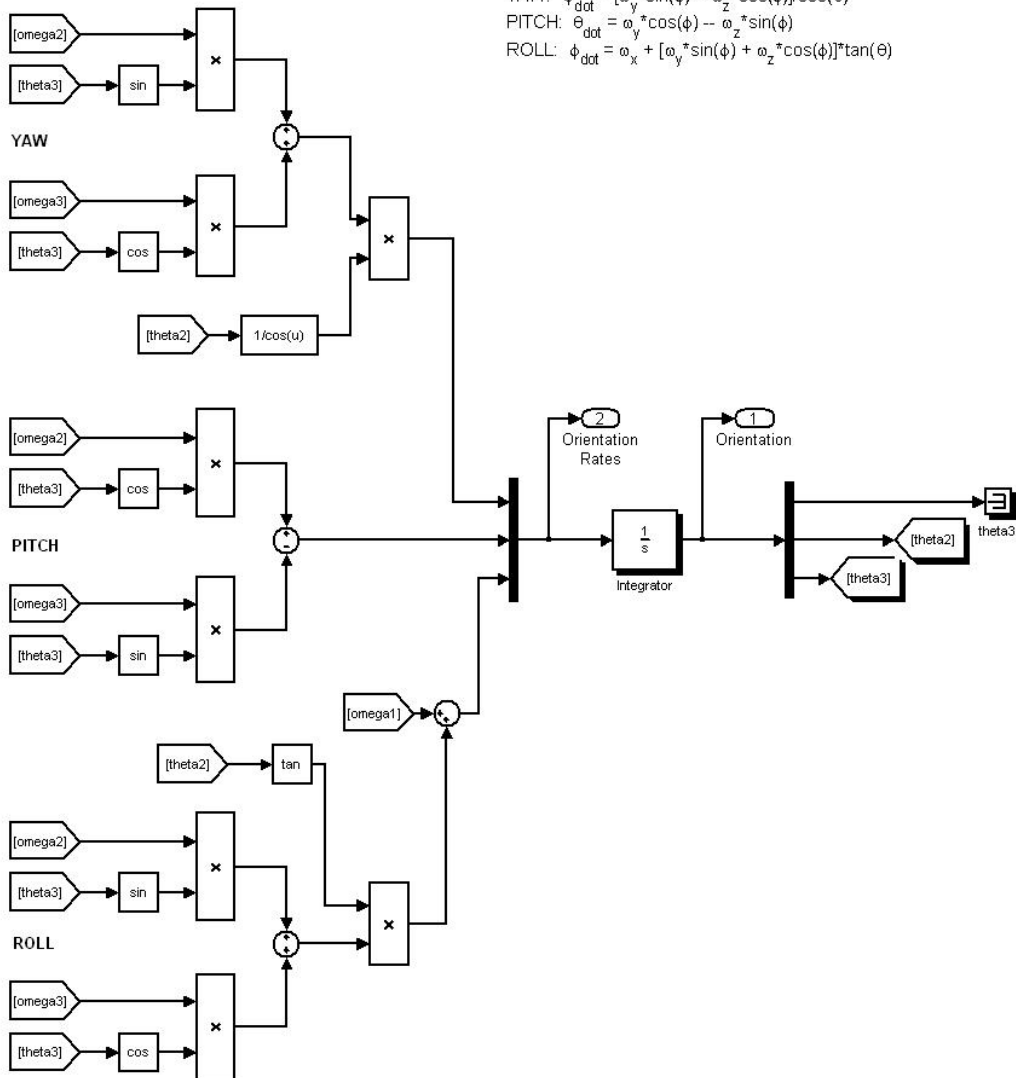 PITCH: θdot = ωy*cos(ϕ) -- ωz*sin(ϕ)
ROLL: ϕdot = ωx + [ωy*sin(ϕ) + ωz*cos(ϕ)]*tan(θ)
[omega2]
×
[theta3]
sin
YAW
[omega3]
×
[theta3]
cos
×
[theta2]
1/cos(u)
[omega2]
×
[theta3]
cos
2
Orientation
Rates
1
Orientation
PITCH
1
s
Integrator
theta3
[theta2]
[theta3]
[omega3]
×
[theta3]
sin
[omega1]
[theta2]
tan
[omega2]
×
[theta3]
sin
×
ROLL
[omega3]
×
[theta3]
cos